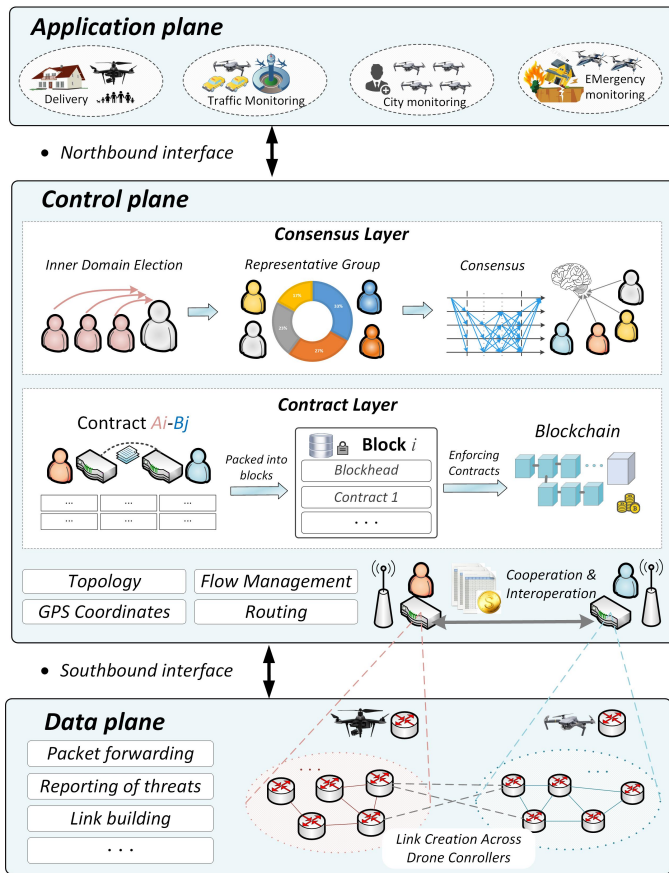 Application plane
Delivery
Traffic Monitoring
City monitoring
EMergency
monitoring
• Northbound interface
Control plane
Consensus Layer
Inner Domain Election
Representative Group
Consensus
33%
27%
Contract Layer
Contract Ai-Bj
... ... ...
... ... ...
Packed into
blocks
Block i
Blockhead
Contract 1
. . .
Enforcing
Contracts
Blockchain
...
Topology
Flow Management
GPS Coordinates
Routing
Cooperation &
Interoperation
• Southbound interface
Data plane
Packet forwarding
Reporting of threats
Link building
. . .
...
...
Link Creation Across
Drone Conrollers